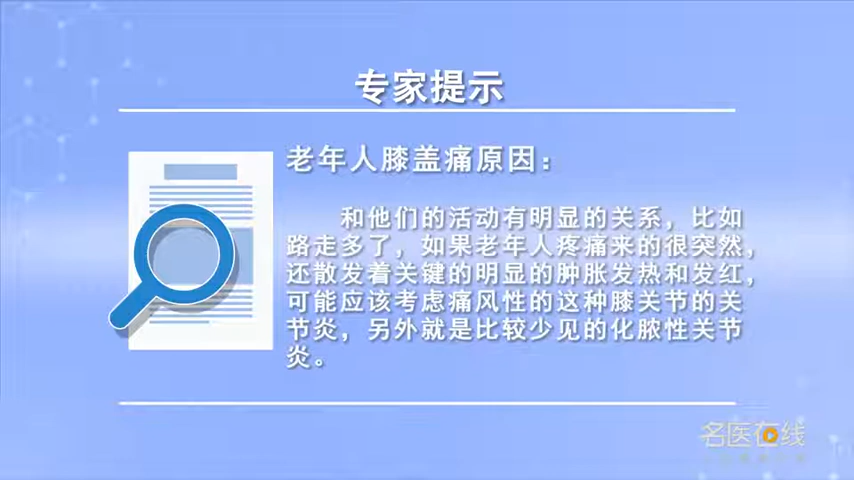 专家提示
老年人膝盖痛原因：
和他们的活动有明显的关系，比如
路走多了，如果老年人疼痛来的很突然，
还散发着关键的明显的肿胀发热和发红，
可能应该考虑痛风性的这种膝关节的关
节炎，另外就是比较少见的化脓性关节
炎。
名医在线